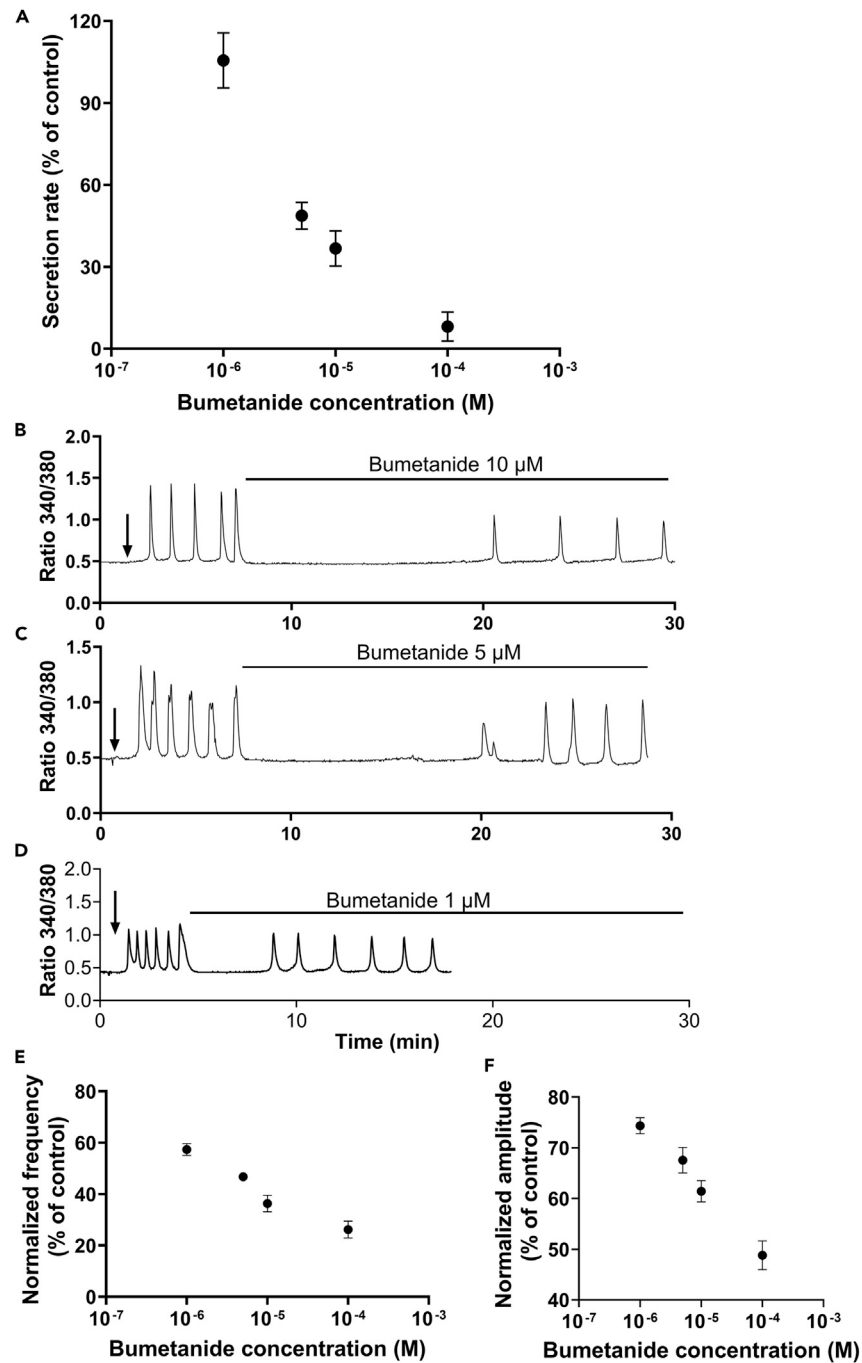 A
Secretion rate (% of control)
120
90
60
30
0
10-7
10-6
10-5
10-4
10-3
Bumetanide concentration (M)
B
Ratio 340/380
2.0
1.5
1.0
0.5
0.0
Bumetanide 10 µM
0
10
20
30
C
Ratio 340/380
1.5
1.0
0.5
0.0
Bumetanide 5 µM
0
10
20
30
D
Ratio 340/380
2.0
1.5
1.0
0.5
0.0
Bumetanide 1 µM
0
10
20
30
Time (min)
E
Normalized frequency
(% of control)
80
60
40
20
0
10-7
10-6
10-5
10-4
10-3
Bumetanide concentration (M)
F
Normalized amplitude
(% of control)
80
70
60
50
40
10-7
10-6
10-5
10-4
10-3
Bumetanide concentration (M)